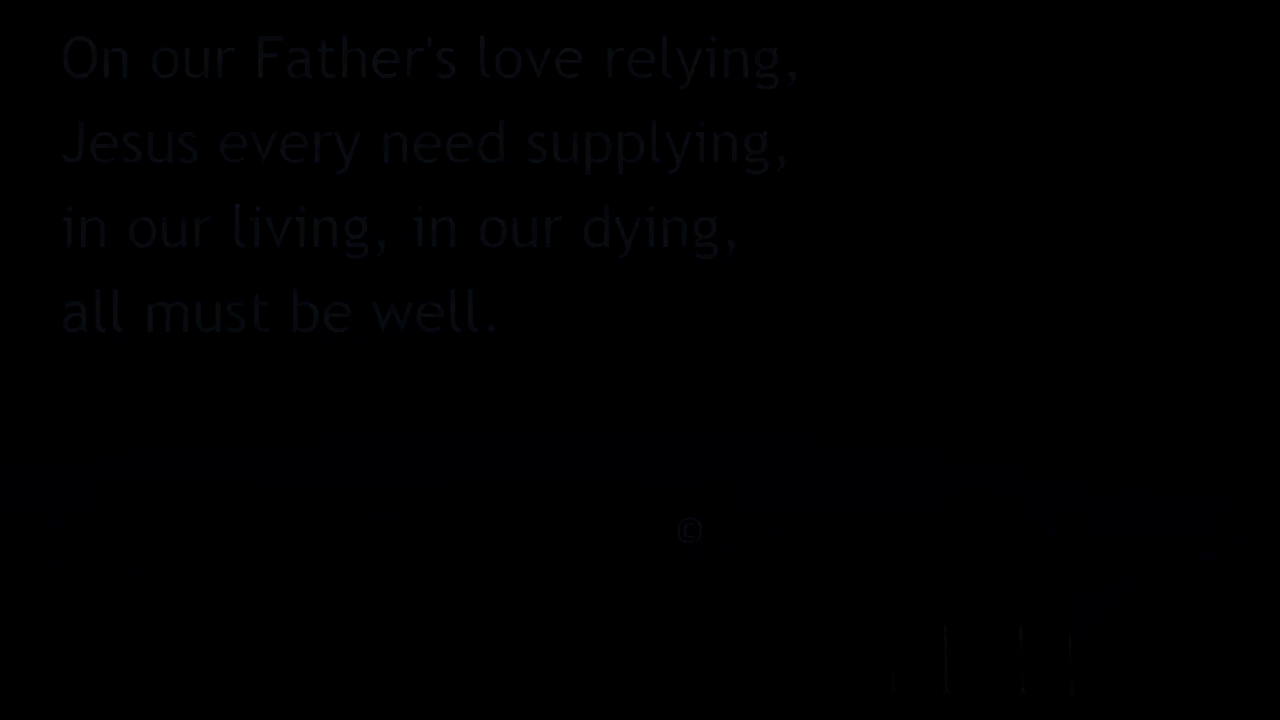 On our Father's love relying,
Jesus every need supplying,
in our living, in our dying,
all must be well.
©